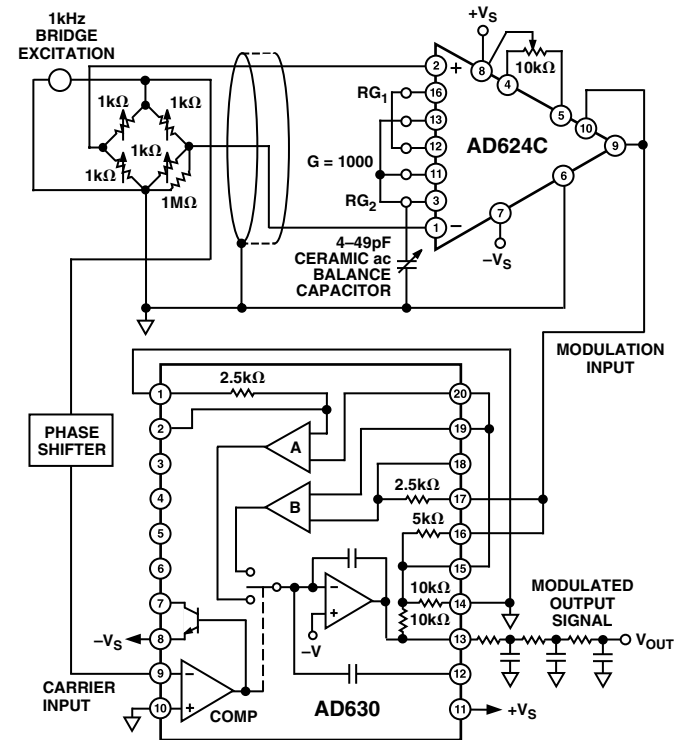 1kHz
BRIDGE
EXCITATION
1kΩ
1kΩ
1kΩ
1kΩ
1MΩ
+VS
10kΩ
2
+
8
4
16
RG1
13
5
12
10
AD624C
9
G = 1000
11
6
3
RG2
7
1
–
–VS
4–49pF
CERAMIC ac
BALANCE
CAPACITOR
MODULATION
INPUT
PHASE
SHIFTER
1
2.5kΩ
20
2
19
A
3
18
4
2.5kΩ
17
B
5
5kΩ
16
6
15
7
10kΩ
14
MODULATED
OUTPUT
SIGNAL
–
+
10kΩ
–VS
8
–V
13
VOUT
9
–
12
CARRIER
INPUT
10
+
COMP
AD630
11
+VS